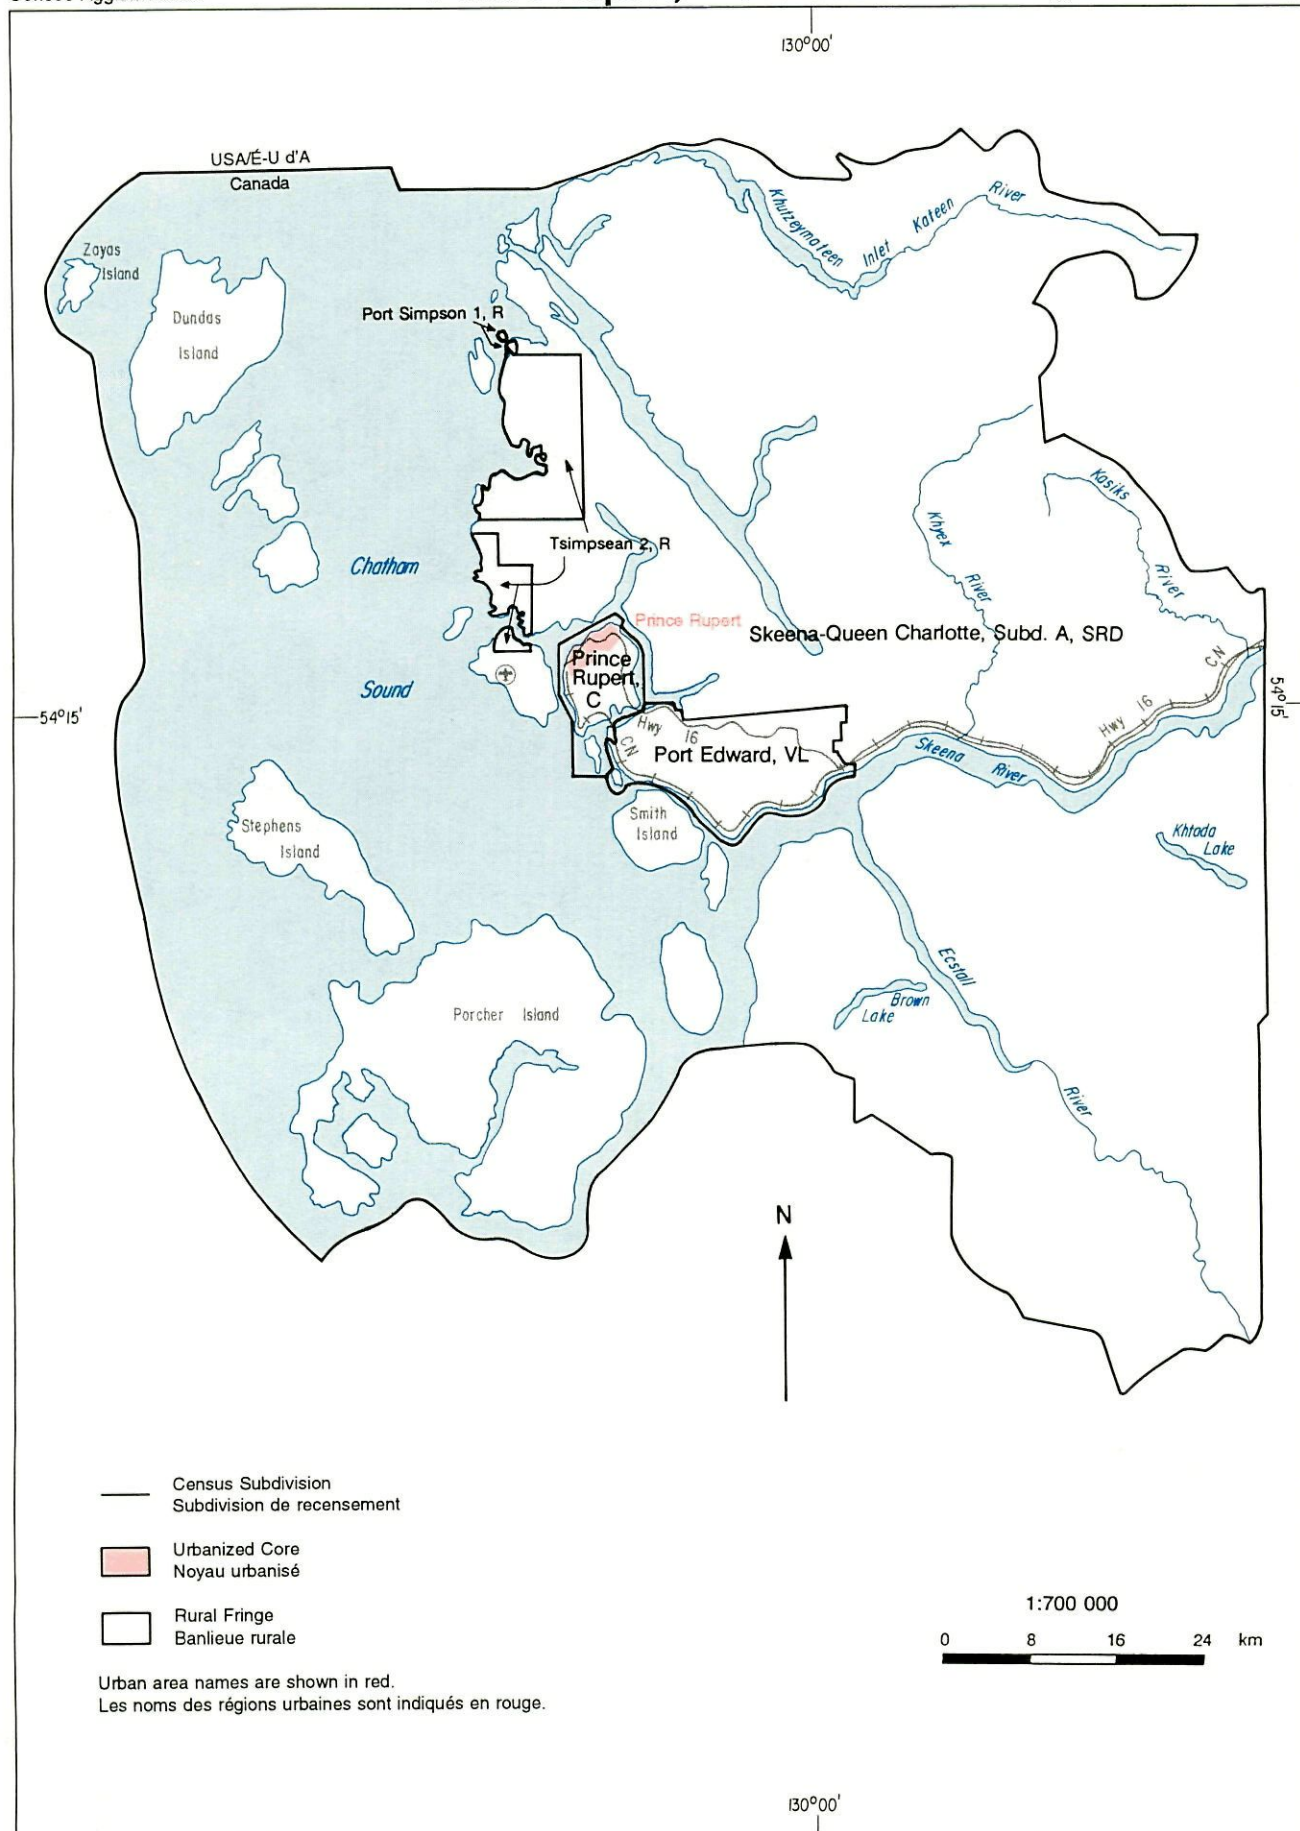 130°00'
USA/É-U d'A
Canada
Khutzeymateen
Inlet
Kateen
River
Zayas
Island
Dundas
Island
Port Simpson 1, R
Kasiks
River
Khyex
River
Tsimpsean 2, R
Chatham
Sound
Prince Rupert
Skeena-Queen Charlotte, Subd. A, SRD
Prince
Rupert,
C
CN
Hwy 16
54°15'
54°15'
Hwy 16
CN
Port Edward, VL
Skeena
River
Smith
Island
Stephens
Island
Khtada
Lake
Ecstall
River
Brown
Lake
Porcher Island
N
Census Subdivision
Subdivision de recensement
Urbanized Core
Noyau urbanisé
Rural Fringe
Banlieue rurale
1:700 000
0 8 16 24 km
Urban area names are shown in red.
Les noms des régions urbaines sont indiqués en rouge.
130°00'